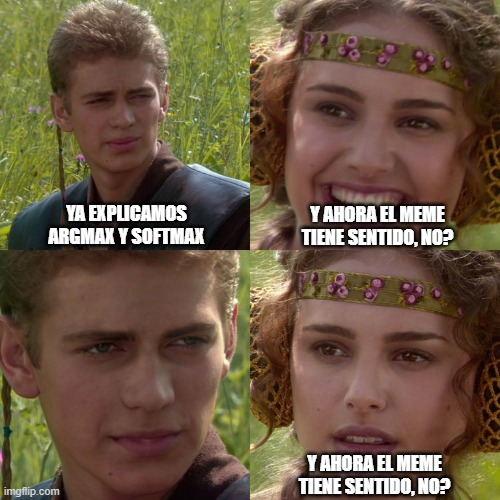 YA EXPLICAMOS
ARGMAX Y SOFTMAX
Y AHORA EL MEME
TIENE SENTIDO, NO?
Y AHORA EL MEME
TIENE SENTIDO, NO?
imgflip.com